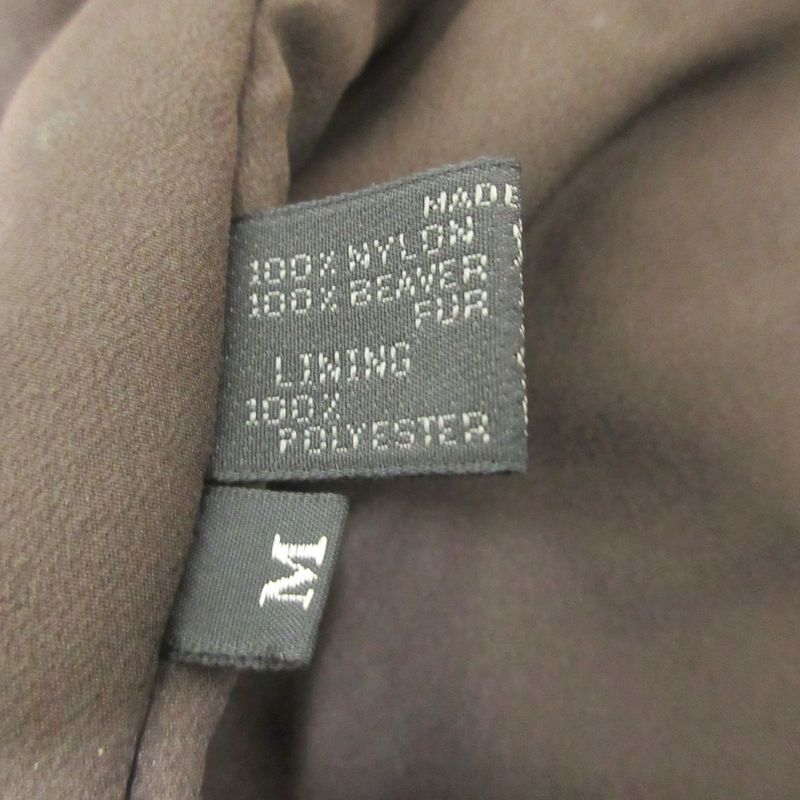 MADE
100% NYLON
100% BEAVER
FUR
LINING
100%
POLYESTER
M